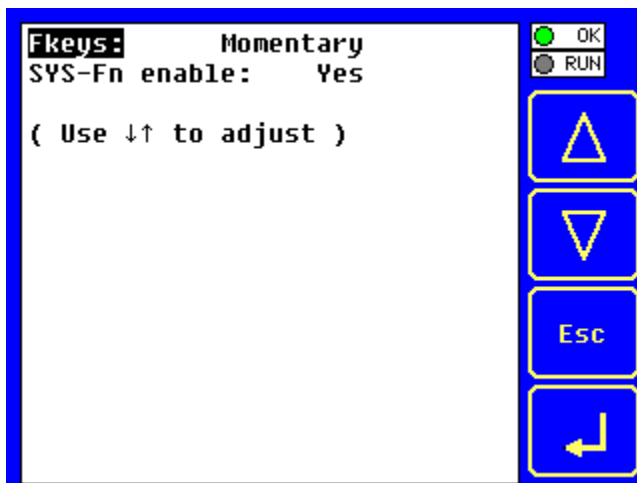 Fkeys: Momentary
SYS-Fn enable: Yes
( Use ↓↑ to adjust )
OK
RUN
Esc